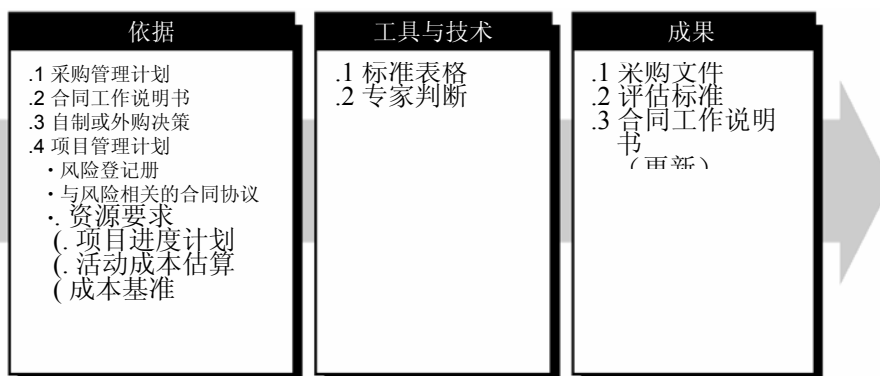 依据
.1 采购管理计划
.2 合同工作说明书
.3 自制或外购决策
.4 项目管理计划
·风险登记册
·与风险相关的合同协议
·. 资源要求
(. 项目进度计划
(. 活动成本估算
( 成本基准
工具与技术
.1 标准表格
.2 专家判断
成果
.1 采购文件
.2 评估标准
.3 合同工作说明
书
（更新）